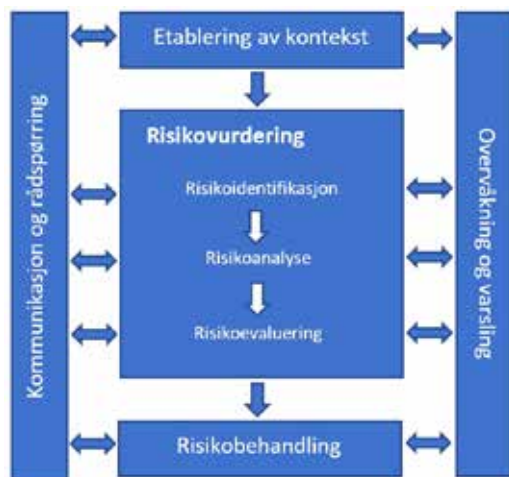 Etablering av kontekst
Kommunikasjon og rådspørring
Risikovurdering
Risikoidentifikasjon
Risikoanalyse
Risikoevaluering
Overvåkning og varsling
Risikobehandling